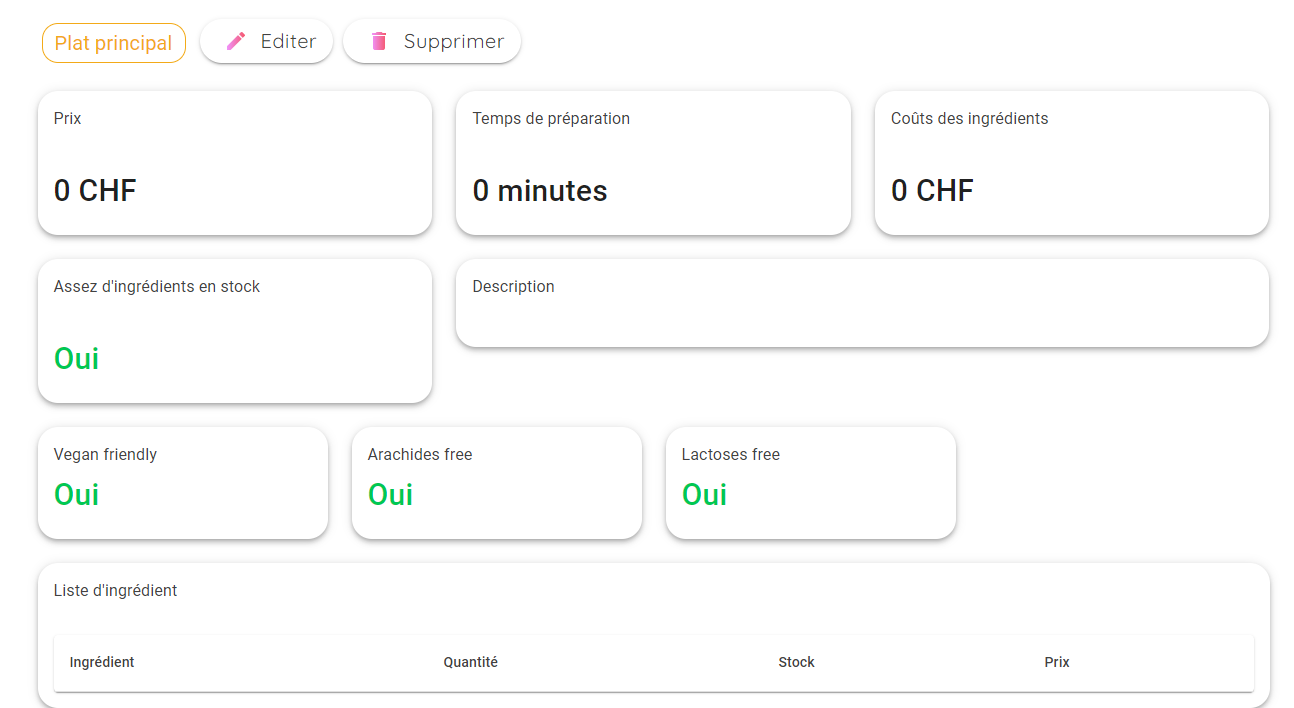 Plat principal Editer Supprimer
Prix Temps de préparation Coûts des ingrédients
0 CHF 0 minutes 0 CHF
Assez d'ingrédients en stock Description
Oui
Vegan friendly Arachides free Lactoses free
Oui Oui Oui
Liste d'ingrédient
Ingrédient Quantité Stock Prix